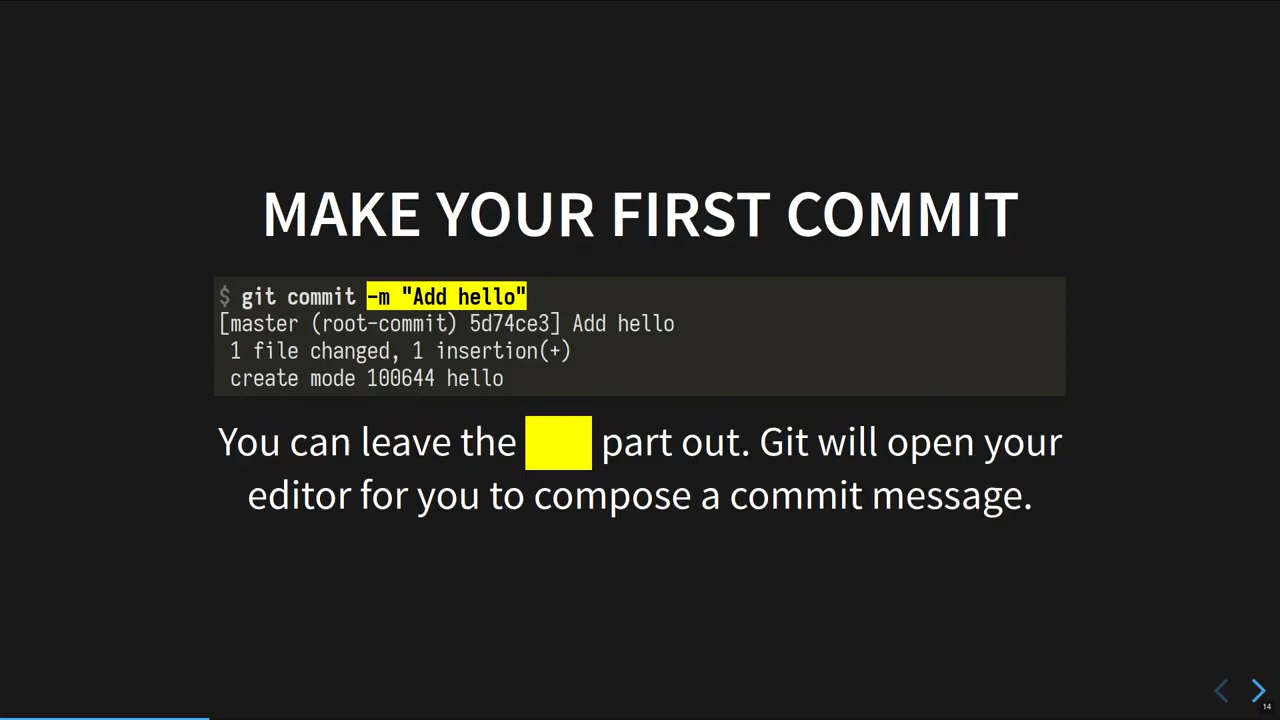 MAKE YOUR FIRST COMMIT
$ git commit -m "Add hello"
[master (root-commit) 5d74ce3] Add hello
1 file changed, 1 insertion(+)
create mode 100644 hello
You can leave the part out. Git will open your
editor for you to compose a commit message.
14